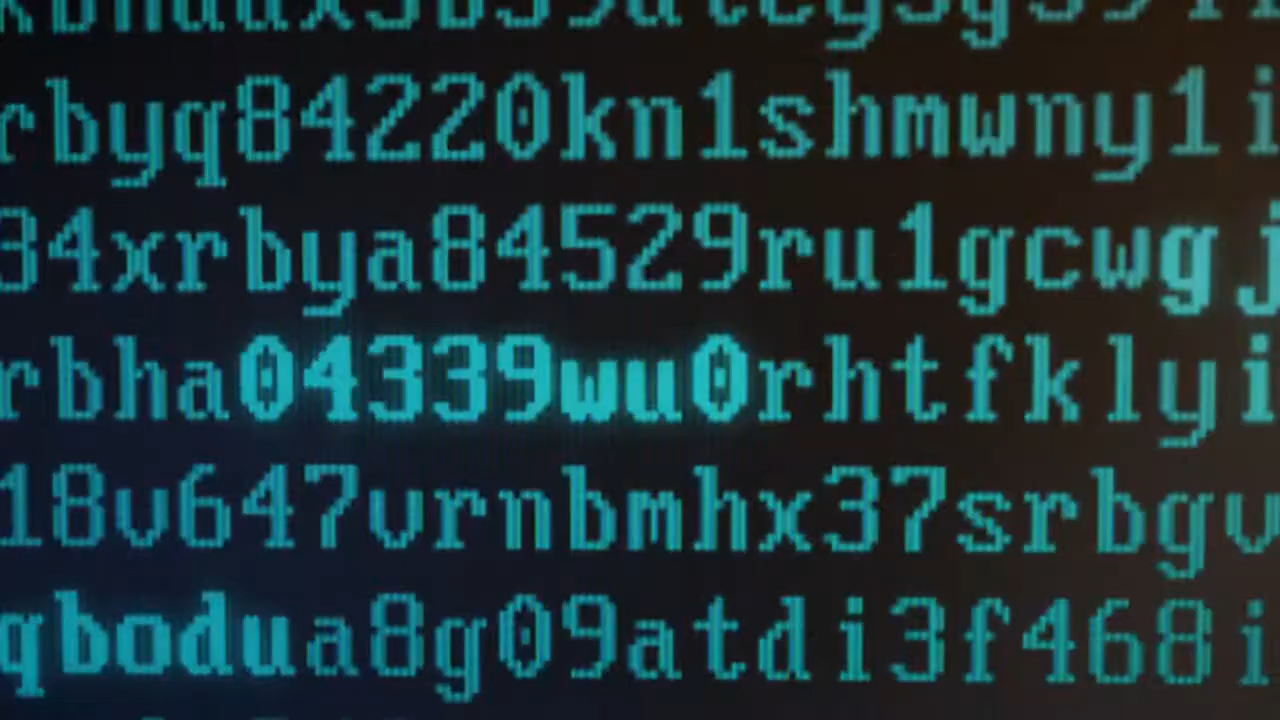 rbyq84220kn1shmwny1i
34xrbya84529ru1gcwgj
rbha04339wu0rhtfklyi
18v647vrnbmhx37srbgv
qbodua8g09atdi3f468i